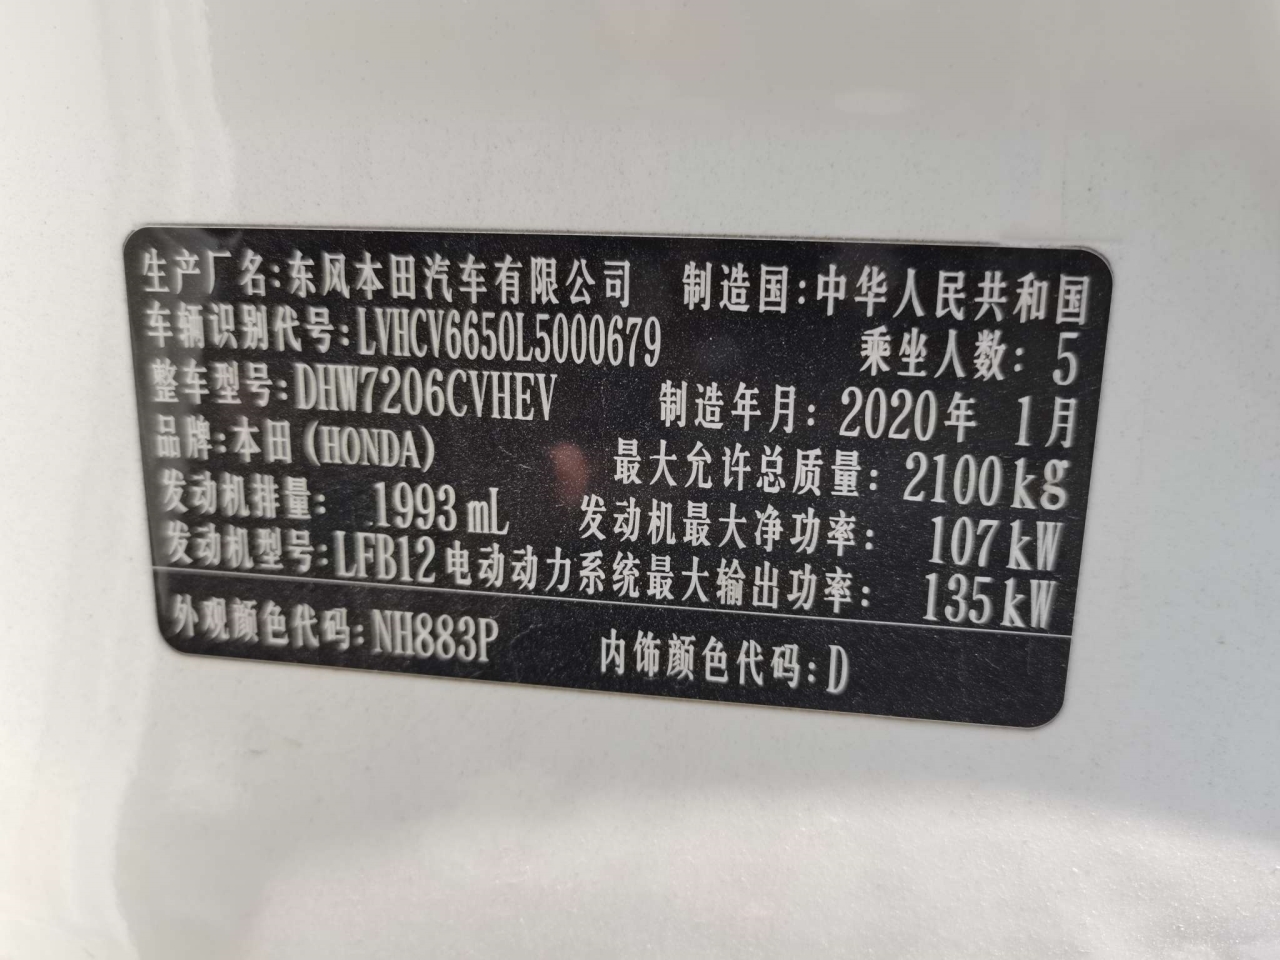 生产厂名:东风本田汽车有限公司 制造国:中华人民共和国
车辆识别代号:LVHCV6650L5000679 乘坐人数: 5
整车型号:DHW7206CVHEV 制造年月: 2020年 1月
品牌:本田(HONDA) 最大允许总质量: 2100kg
发动机排量: 1993mL 发动机最大净功率: 107kW
发动机型号:LFB12 电动动力系统最大输出功率: 135kW
外观颜色代码:NH883P 内饰颜色代码:D